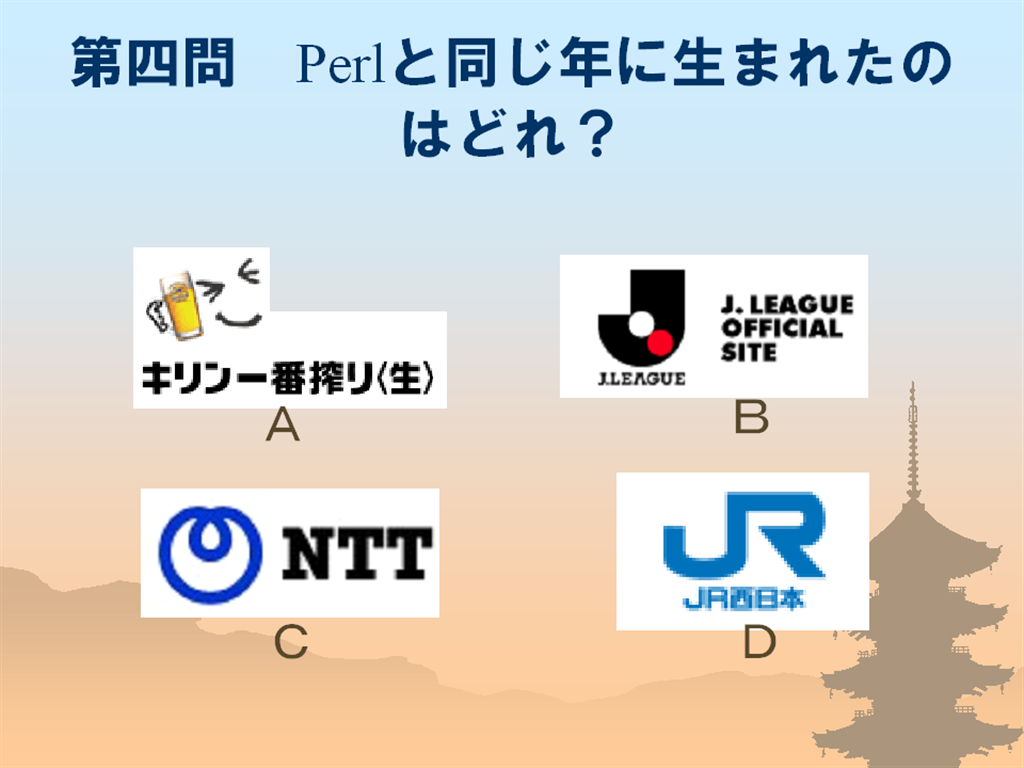 第四問　Perlと同じ年に生まれたの
はどれ？
キリン一番搾り〈生〉
A
J. LEAGUE
OFFICIAL
SITE
J.LEAGUE
B
NTT
C
JR
JR西日本
D